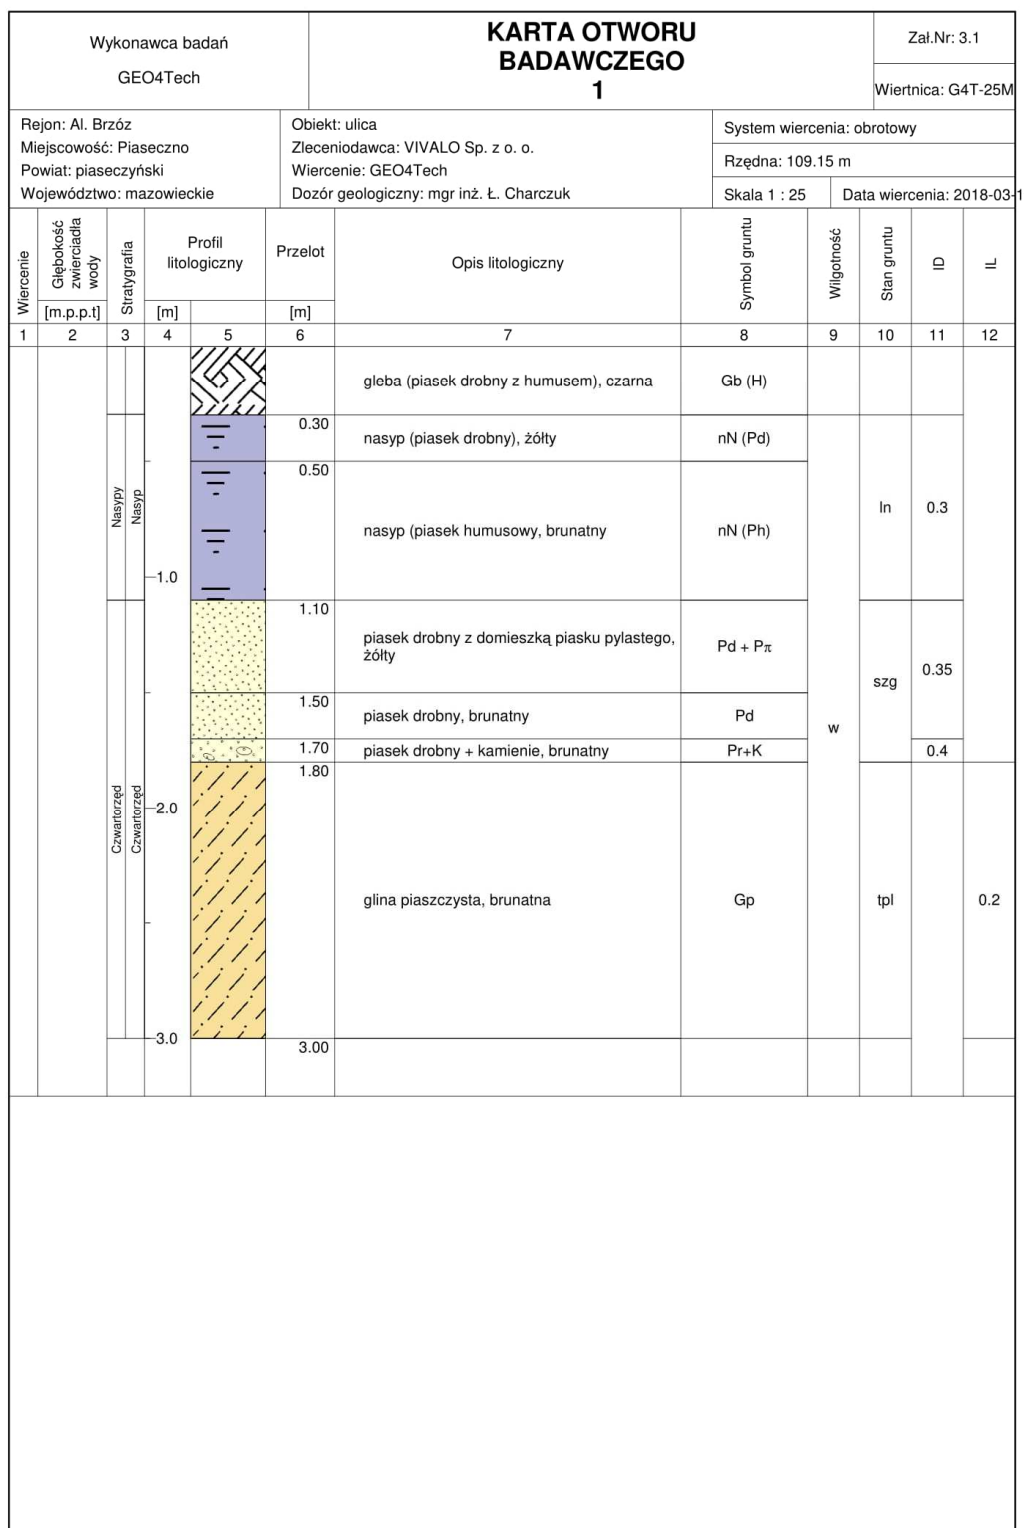 Wykonawca badań
GEO4Tech
KARTA OTWORU
BADAWCZEGO
1
Zał.Nr: 3.1
Wiertnica: G4T-25M
Rejon: Al. Brzóz
Miejscowość: Piaseczno
Powiat: piaseczyński
Województwo: mazowieckie
Obiekt: ulica
Zleceniodawca: VIVALO Sp. z o. o.
Wiercenie: GEO4Tech
Dozór geologiczny: mgr inż. Ł. Charczuk
System wiercenia: obrotowy
Rzędna: 109.15 m
Skala 1 : 25
Data wiercenia: 2018-03-1
Wiercenie
Głębokość
zwierciadła
wody
[m.p.p.t]
Stratygrafia
Profil
litologiczny
[m]
Przelot
[m]
Opis litologiczny
Symbol gruntu
Wilgotność
Stan gruntu
ID
IL
1 2 3 4 5 6 7 8 9 10 11 12
gleba (piasek drobny z humusem), czarna Gb (H)
0.30
nasyp (piasek drobny), żółty nN (Pd)
0.50
Nasypy
Nasyp
nasyp (piasek humusowy, brunatny nN (Ph)
ln 0.3
1.0
1.10
piasek drobny z domieszką piasku pylastego,
żółty
Pd + Pπ
szg 0.35
1.50
piasek drobny, brunatny Pd
w
1.70 piasek drobny + kamienie, brunatny Pr+K 0.4
1.80
Czwartorzęd
Czwartorzęd
2.0
glina piaszczysta, brunatna Gp tpl 0.2
3.0
3.00